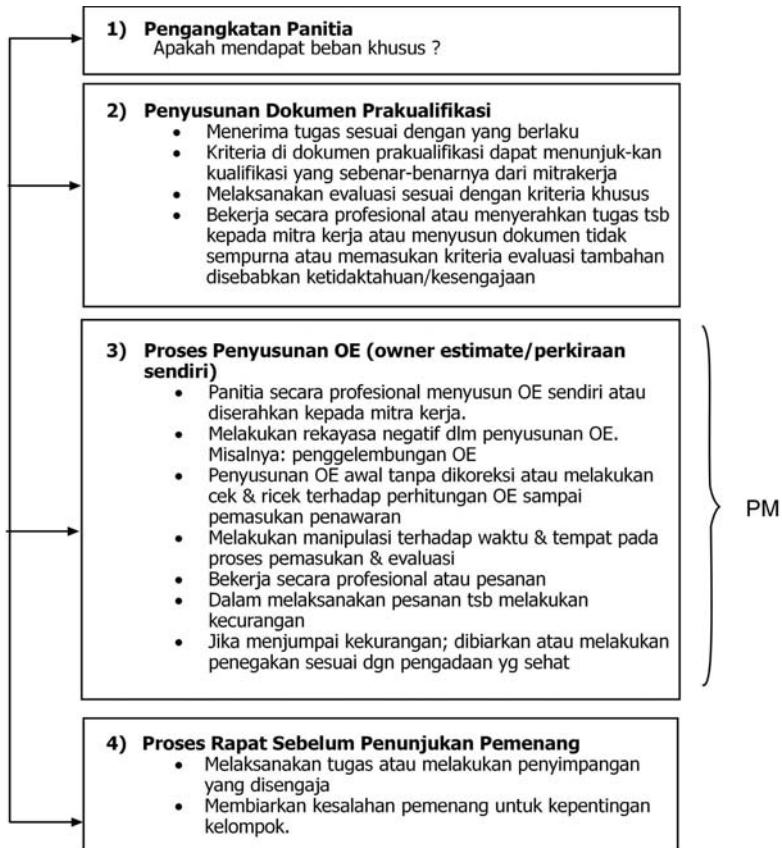 1) Pengangkatan Panitia
Apakah mendapat beban khusus ?
2) Penyusunan Dokumen Prakualifikasi
• Menerima tugas sesuai dengan yang berlaku
• Kriteria di dokumen prakualifikasi dapat menunjuk-kan
kualifikasi yang sebenar-benarnya dari mitrakerja
• Melaksanakan evaluasi sesuai dengan kriteria khusus
• Bekerja secara profesional atau menyerahkan tugas tsb
kepada mitra kerja atau menyusun dokumen tidak
sempurna atau memasukan kriteria evaluasi tambahan
disebabkan ketidaktahuan/kesengajaan
3) Proses Penyusunan OE (owner estimate/perkiraan
sendiri)
• Panitia secara profesional menyusun OE sendiri atau
diserahkan kepada mitra kerja.
• Melakukan rekayasa negatif dlm penyusunan OE.
Misalnya: penggelembungan OE
• Penyusunan OE awal tanpa dikoreksi atau melakukan
cek & ricek terhadap perhitungan OE sampai
pemasukan penawaran
• Melakukan manipulasi terhadap waktu & tempat pada
proses pemasukan & evaluasi
• Bekerja secara profesional atau pesanan
• Dalam melaksanakan pesanan tsb melakukan
kecurangan
• Jika menjumpai kekurangan; dibiarkan atau melakukan
penegakan sesuai dgn pengadaan yg sehat
PM
4) Proses Rapat Sebelum Penunjukan Pemenang
• Melaksanakan tugas atau melakukan penyimpangan
yang disengaja
• Membiarkan kesalahan pemenang untuk kepentingan
kelompok.